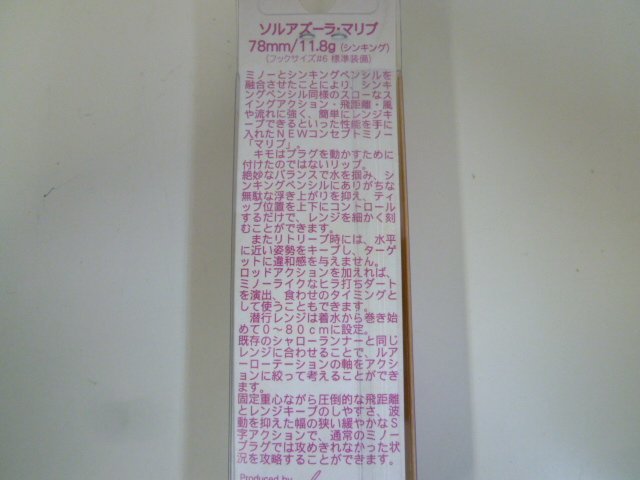 ソルアズーラ・マリブ
78mm/11.8g (シンキング)
(フックサイズ#6 標準装備)
ミノーとシンキングペンシルを
融合させたことにより、シンキ
ングペンシル同様のスローなス
イングアクション・飛距離・風
や流れに強く、簡単にレンジキ
ープできるといった性能を手に
入れたNEWコンセプトミノー
「マリブ」。
キモはプラグを動かすために
付けたのではないリップ。
絶妙なバランスで水を掴み、シ
ンキングペンシルにありがちな
無駄な浮き上がりを抑え、ティ
ップ位置を上下にコントロール
するだけで、レンジを細かく刻
むことができます。
またリトリーブ時には、水平
に近い姿勢をキープし、ターゲ
ットに違和感を与えません。
ロッドアクションを加えれば、
ミノーライクなヒラ打ちダート
を演出、食わせのタイミングと
して使うこともできます。
潜行レンジは着水から巻き始
めて0~80cmに設定。
既存のシャローランナーと同じ
レンジに合わせることで、ルア
ーローテーションの軸をアクシ
ョンに絞って考えることができ
ます。
固定重心ながら圧倒的な飛距離
とレンジキープのしやすさ、波
動を抑えた幅の狭い緩やかなS
字アクションで、通常のミノー
プラグでは攻めきれなかった状
況を攻略することができます。
Produced by